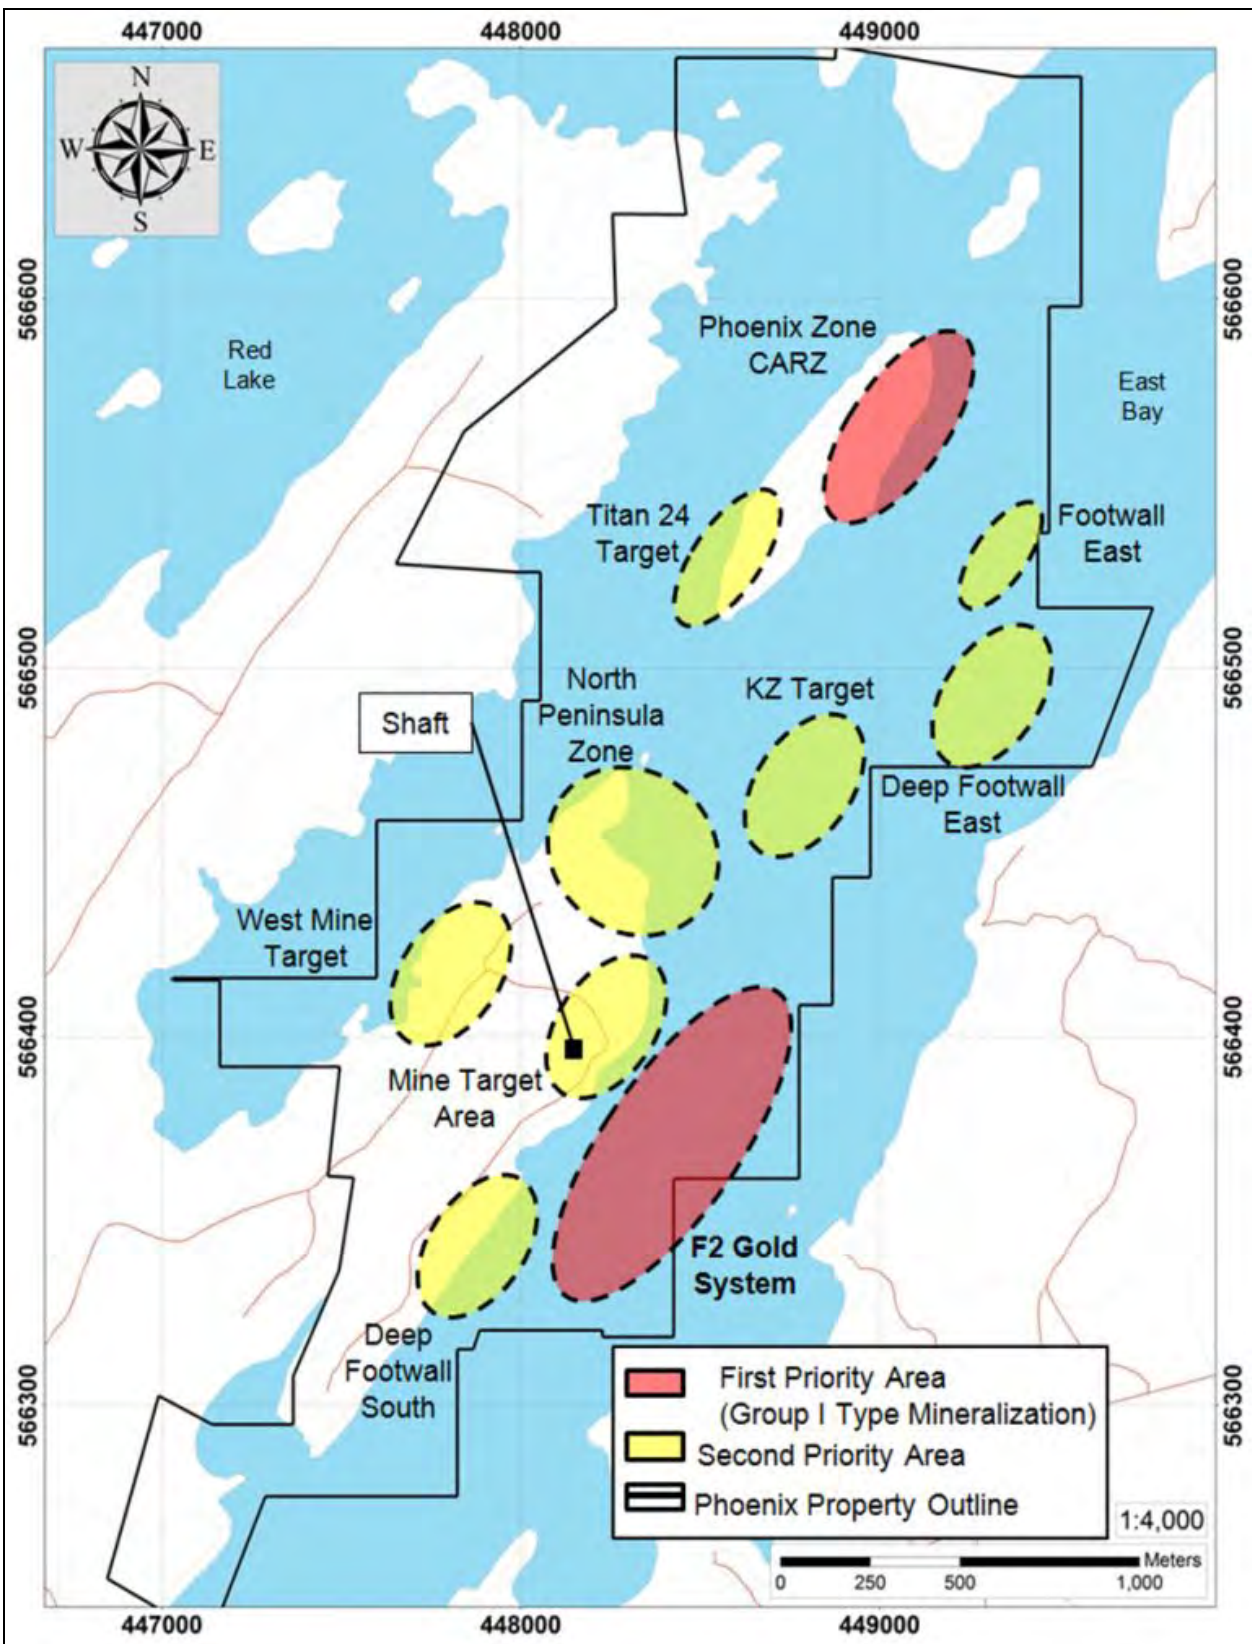 447000
448000
449000
N
W
E
S
566600
566600
Phoenix Zone
CARZ
Red
Lake
East
Bay
Titan 24
Target
Footwall
East
566500
566500
North
Peninsula
Zone
KZ Target
Shaft
Deep Footwall
East
West Mine
Target
566400
566400
Mine Target
Area
F2 Gold
System
Deep
Footwall
South
566300
566300
First Priority Area
(Group I Type Mineralization)
Second Priority Area
Phoenix Property Outline
1:4,000
Meters
0
250
500
1,000
447000
448000
449000